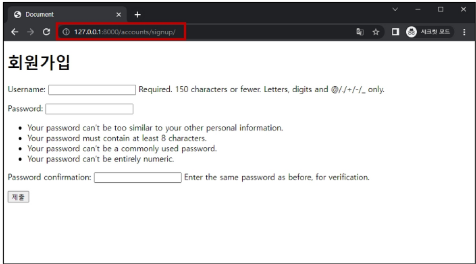 Document
127.0.0.1:8000/accounts/signup/
시크릿 모드
회원가입
Username: Required. 150 characters or fewer. Letters, digits and @/./+/-/_ only.
Password:
• Your password can't be too similar to your other personal information.
• Your password must contain at least 8 characters.
• Your password can't be a commonly used password.
• Your password can't be entirely numeric.
Password confirmation: Enter the same password as before, for verification.
제출